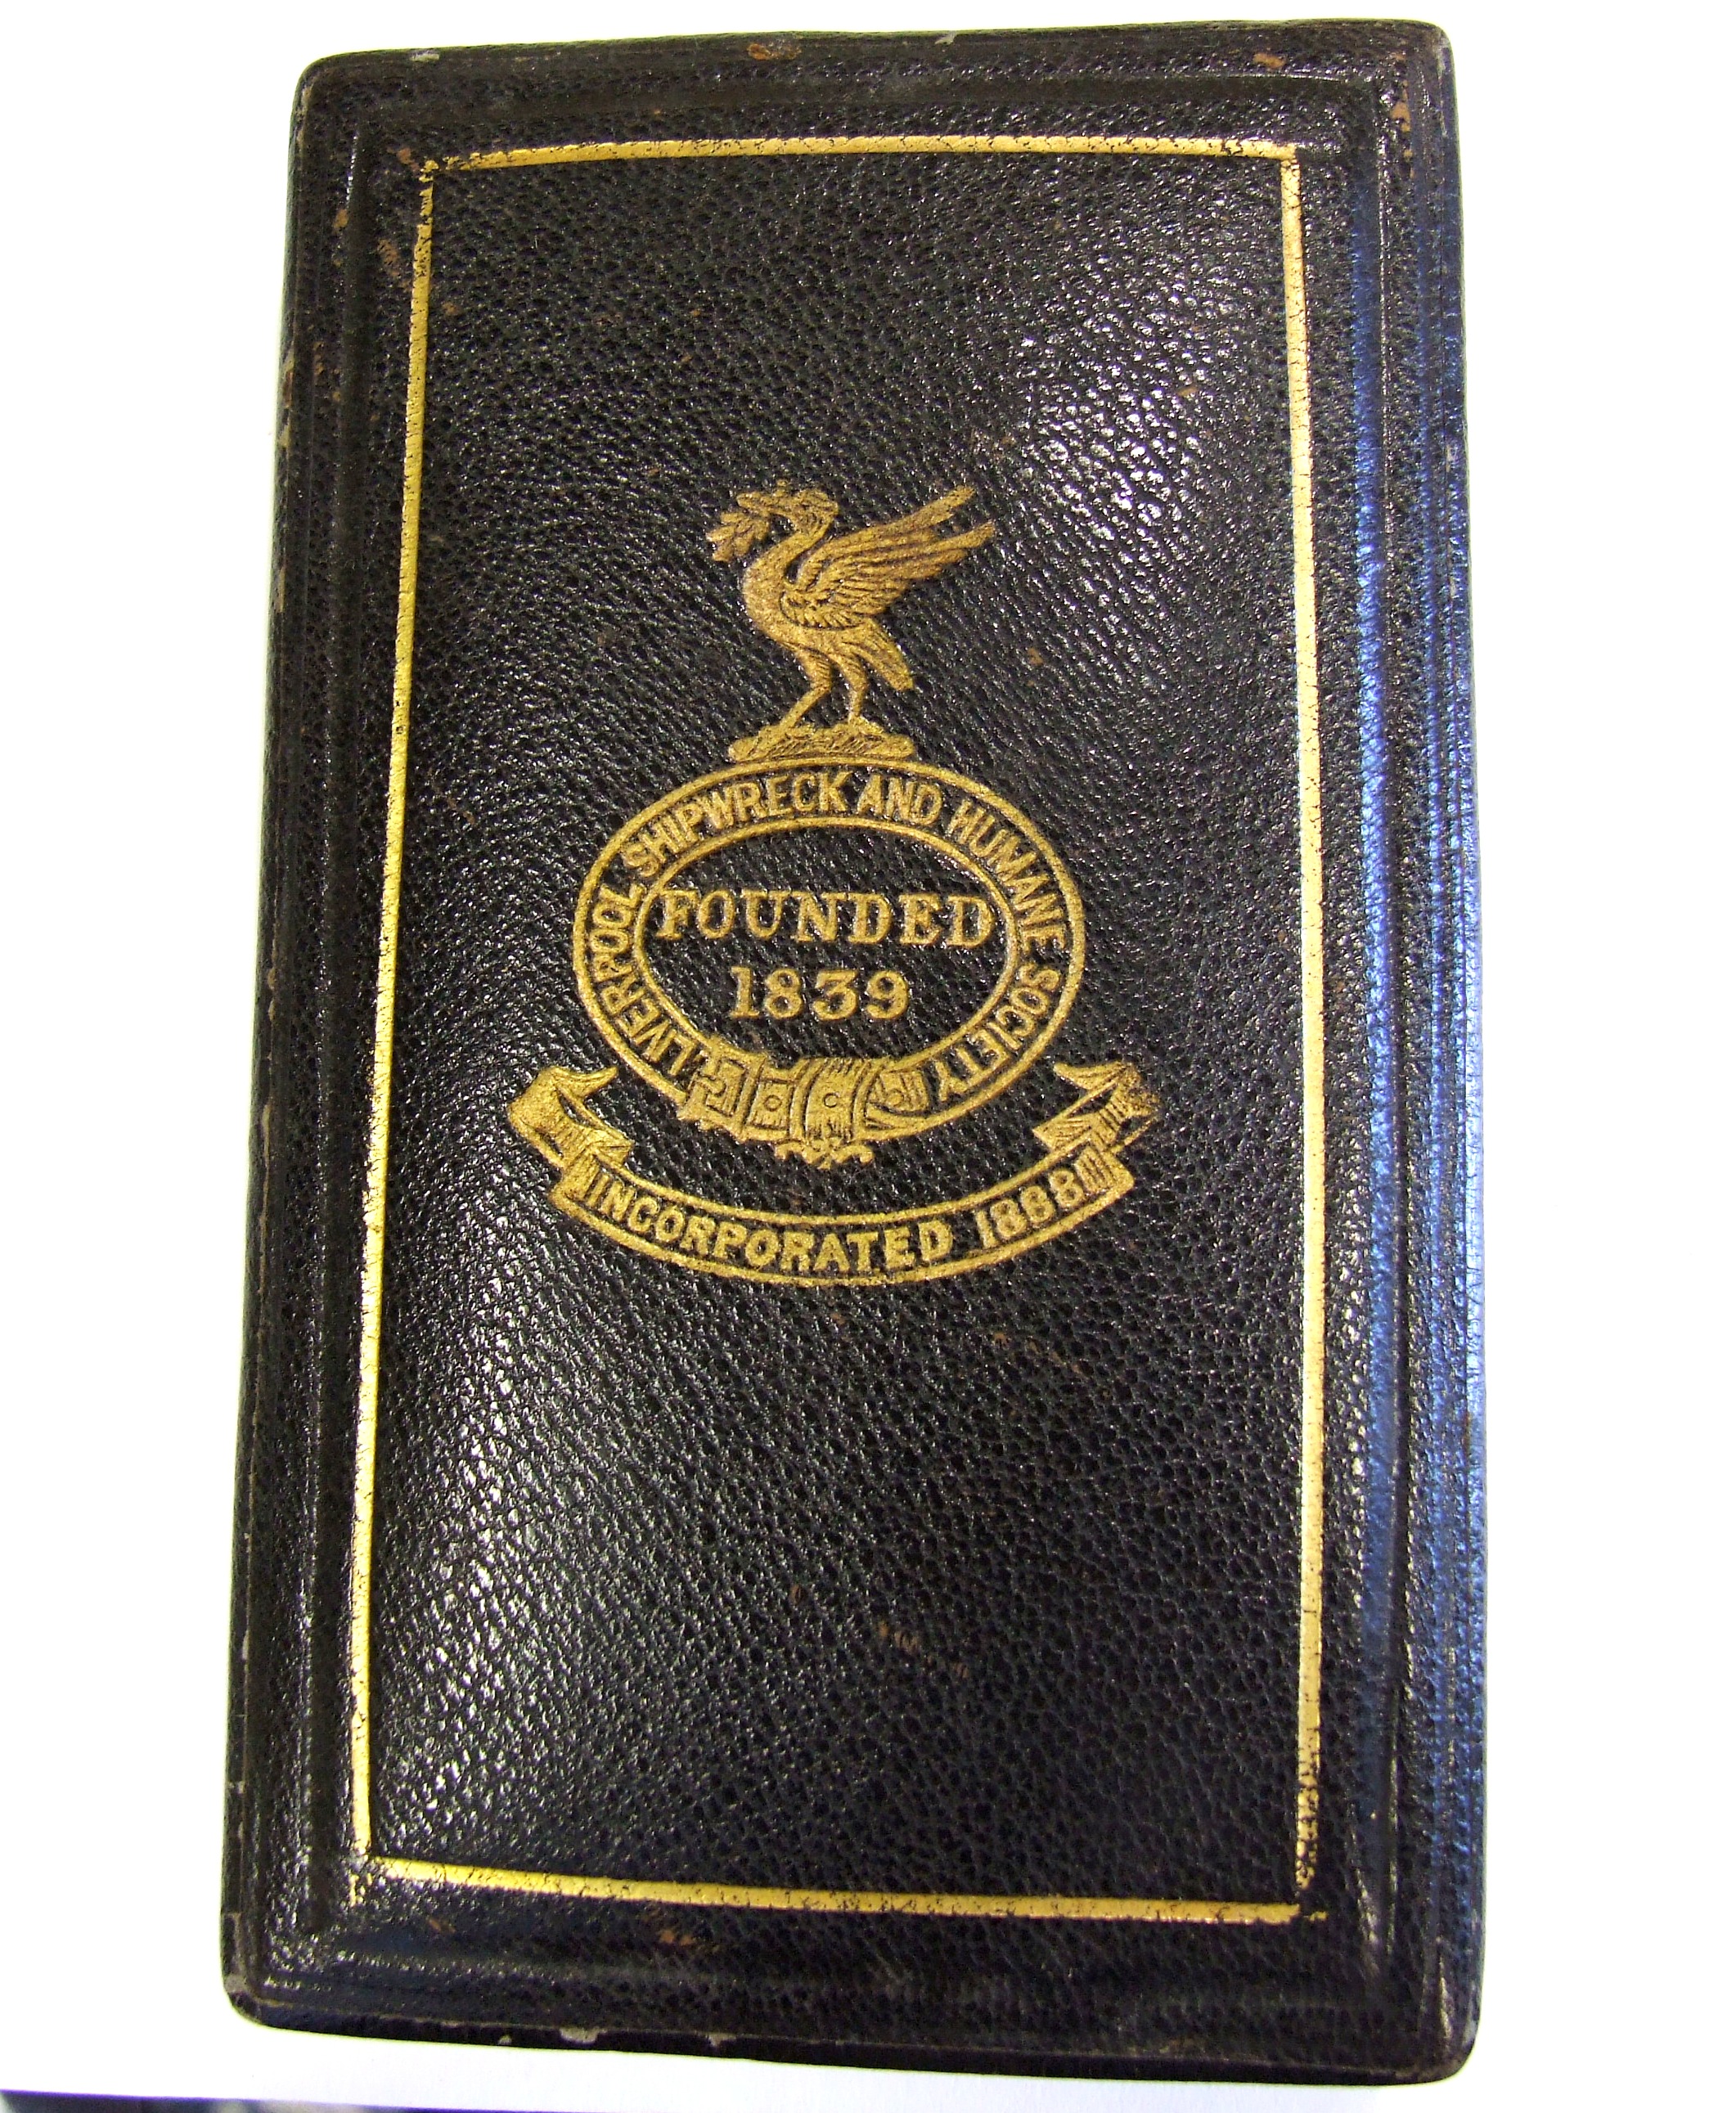 LIVERPOOL SHIPWRECK AND HUMANE SOCIETY
FOUNDED
1839
INCORPORATED 1888